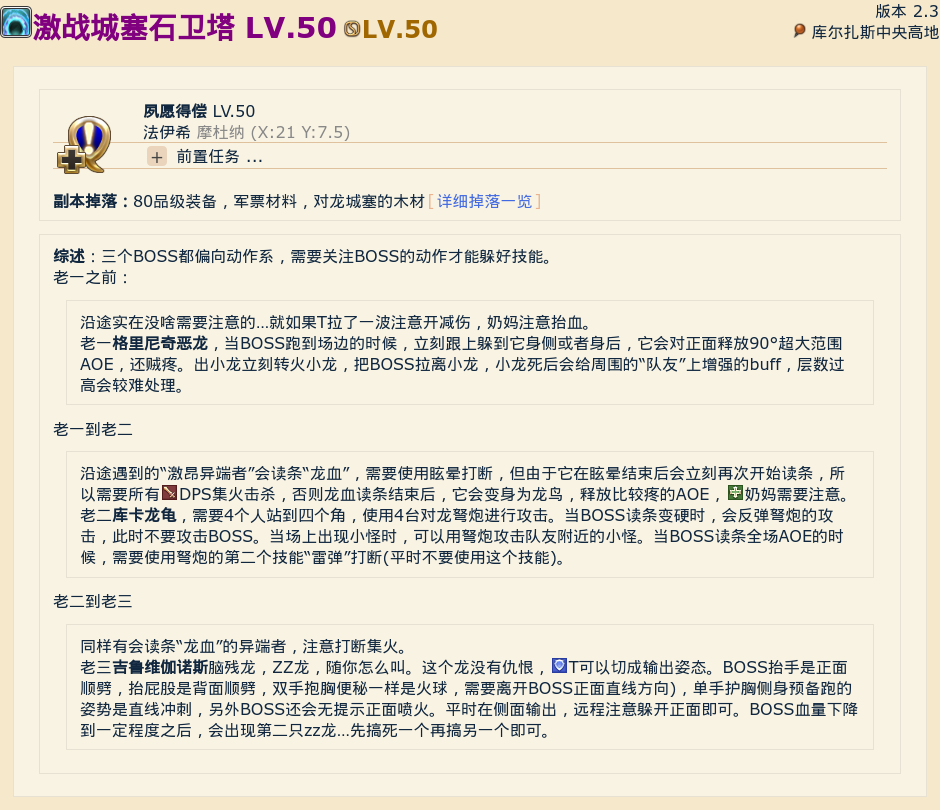 激战城塞石卫塔 LV.50 LV.50
版本 2.3
库尔扎斯中央高地
夙愿得偿 LV.50
法伊希 摩杜纳 (X:21 Y:7.5)
+ 前置任务 ...
副本掉落：80品级装备，军票材料，对龙城塞的木材[详细掉落一览]
综述：三个BOSS都偏向动作系，需要关注BOSS的动作才能躲好技能。
老一之前：
沿途实在没啥需要注意的...就如果T拉了一波注意开减伤，奶妈注意抬血。
老一格里尼奇恶龙，当BOSS跑到场边的时候，立刻跟上躲到它身侧或者身后，它会对正面释放90°超大范围
AOE，还贼疼。出小龙立刻转火小龙，把BOSS拉离小龙，小龙死后会给周围的“队友”上增强的buff，层数过
高会较难处理。
老一到老二
沿途遇到的“激昂异端者”会读条“龙血”，需要使用眩晕打断，但由于它在眩晕结束后会立刻再次开始读条，所
以需要所有DPS集火击杀，否则龙血读条结束后，它会变身为龙鸟，释放比较疼的AOE，奶妈需要注意。
老二库卡龙龟，需要4个人站到四个角，使用4台对龙弩炮进行攻击。当BOSS读条变硬时，会反弹弩炮的攻
击，此时不要攻击BOSS。当场上出现小怪时，可以用弩炮攻击队友附近的小怪。当BOSS读条全场AOE的时
候，需要使用弩炮的第二个技能“雷弹”打断(平时不要使用这个技能)。
老二到老三
同样有会读条“龙血”的异端者，注意打断集火。
老三吉鲁维伽诺斯脑残龙，ZZ龙，随你怎么叫。这个龙没有仇恨，T可以切成输出姿态。BOSS抬手是正面
顺劈，抬屁股是背面顺劈，双手抱胸便秘一样是火球，需要离开BOSS正面直线方向)，单手护胸侧身预备跑的
姿势是直线冲刺，另外BOSS还会无提示正面喷火。平时在侧面输出，远程注意躲开正面即可。BOSS血量下降
到一定程度之后，会出现第二只zz龙...先搞死一个再搞另一个即可。